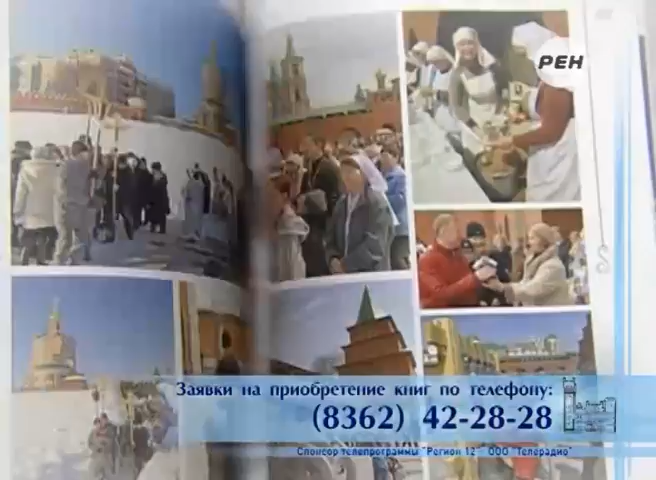 РЕН
Заявки на приобретение книг по телефону:
(8362) 42-28-28
Спонсор телепрограммы "Регион 12" ООО "Телерадио"